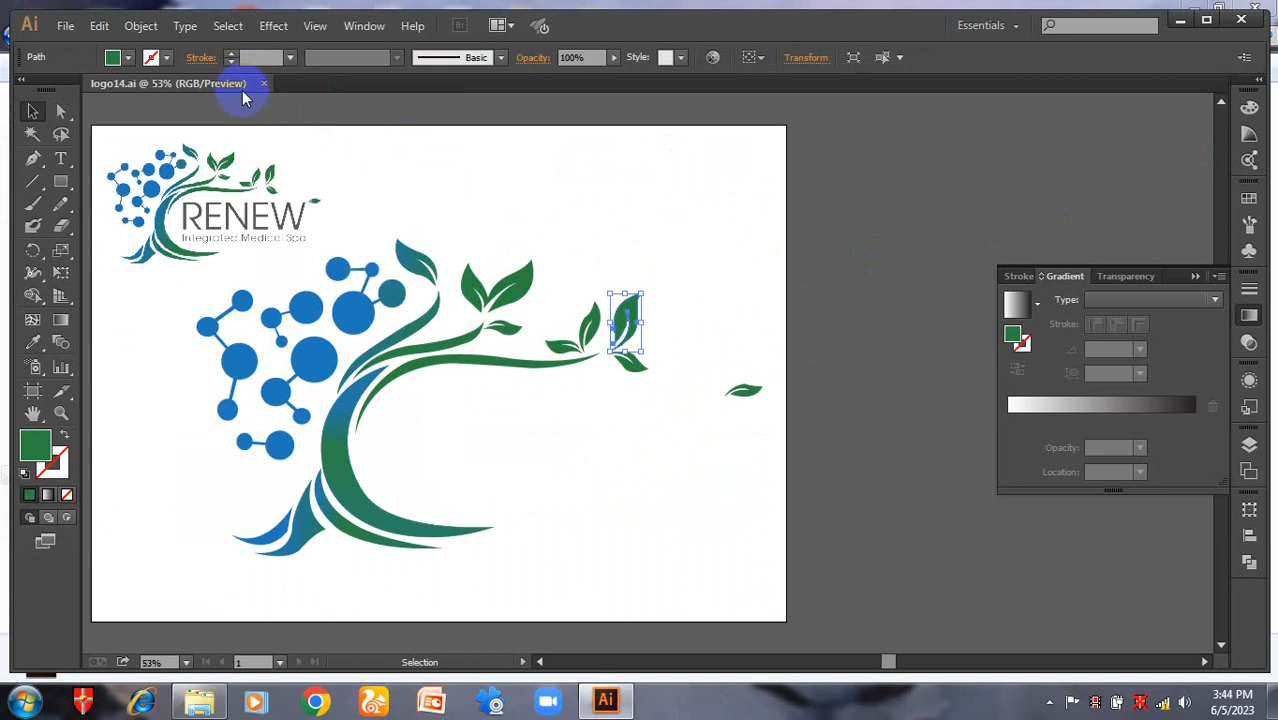 Ai File Edit Object Type Select Effect View Window Help Br Essentials
Path Stroke: Basic Opacity: 100% Style: Transform
logo14.ai @ 53% (RGB/Preview) ×
RENEW
Integrated Medical Spa
Stroke Gradient Transparency
Type:
Stroke:
Opacity:
Location:
53% 1 Selection
Ai
3:44 PM
6/5/2023